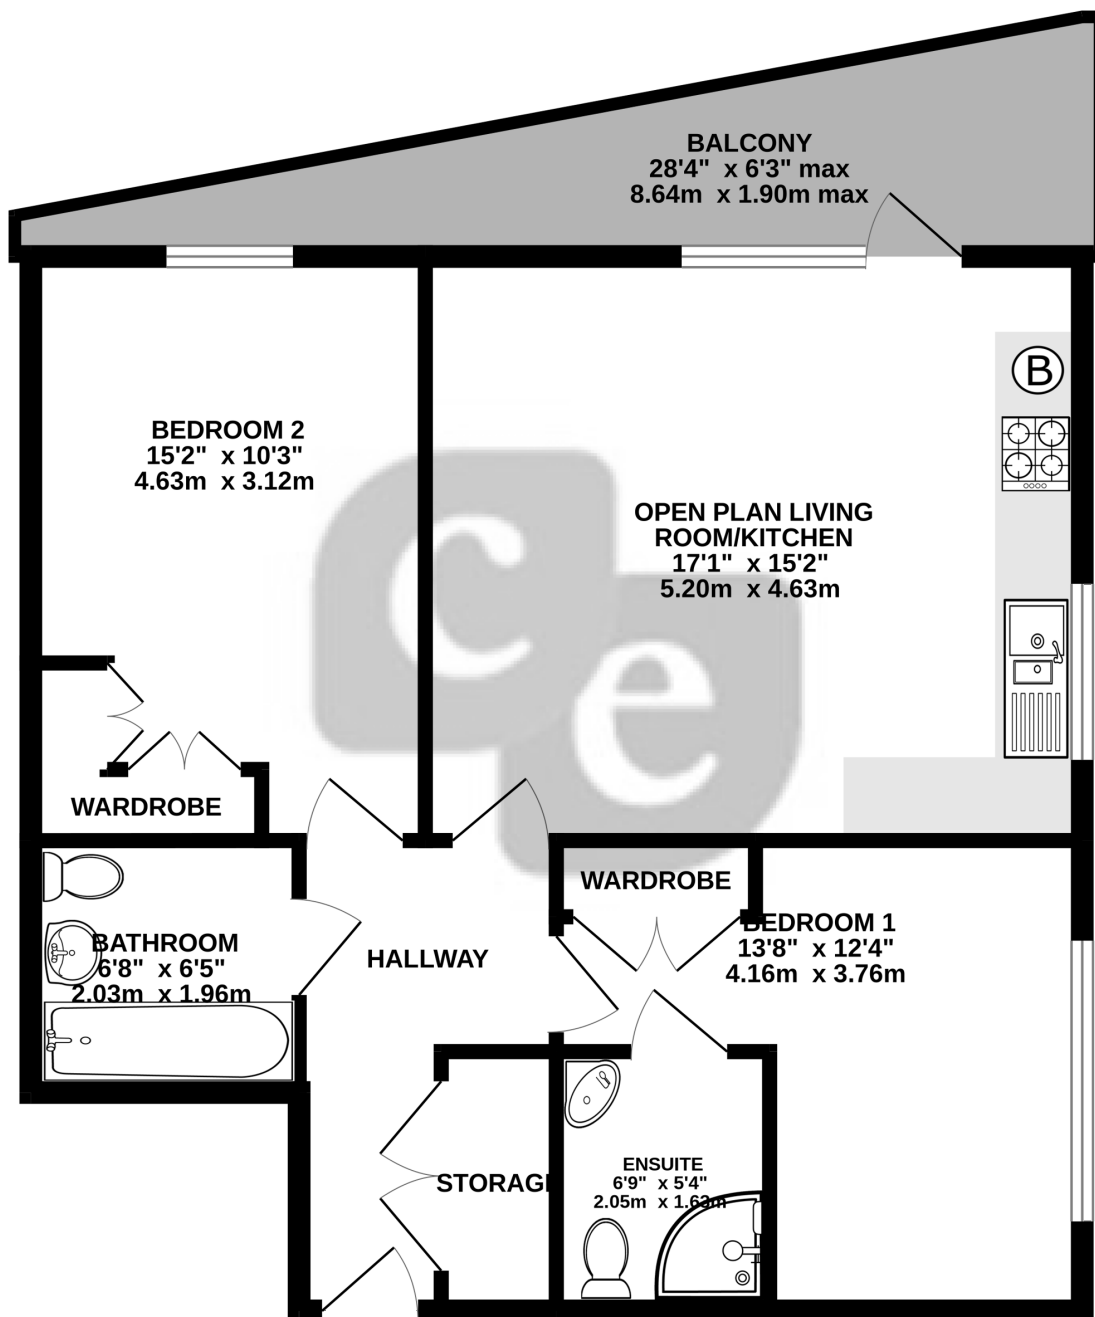 BALCONY
28'4" x 6'3" max
8.64m x 1.90m max
B
BEDROOM 2
15'2" x 10'3"
4.63m x 3.12m
OPEN PLAN LIVING
ROOM/KITCHEN
17'1" x 15'2"
5.20m x 4.63m
c
e
WARDROBE
WARDROBE
BEDROOM 1
13'8" x 12'4"
4.16m x 3.76m
BATHROOM
6'8" x 6'5"
2.03m x 1.96m
HALLWAY
STORAGE
ENSUITE
6'9" x 5'4"
2.05m x 1.63m